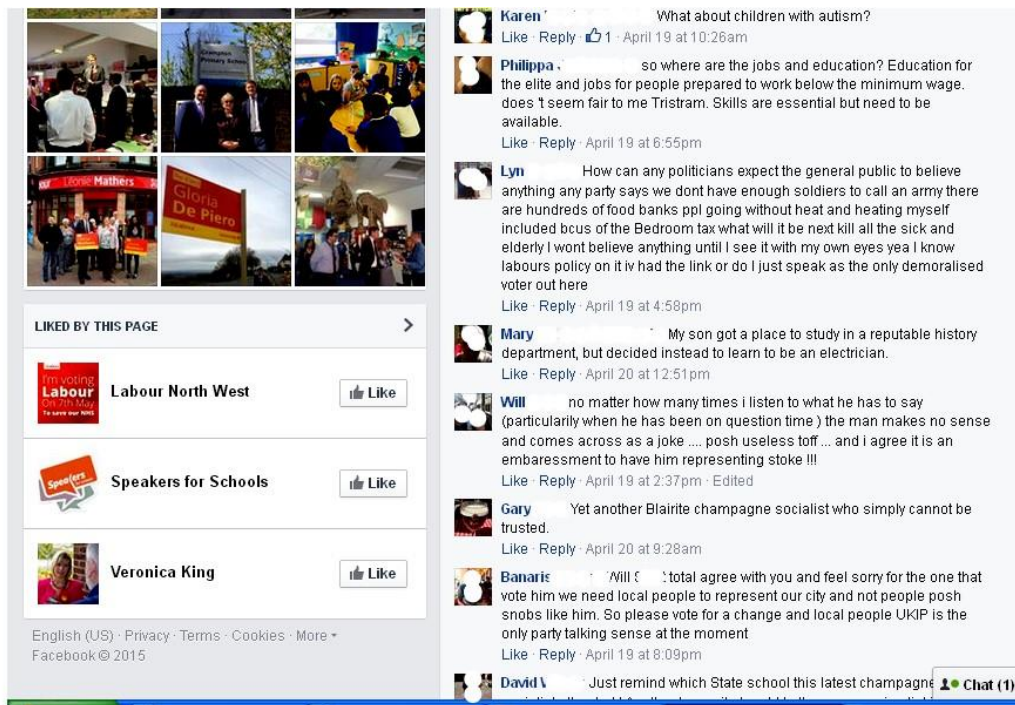 Crampton
Primary School
Leonie Mathers
Gloria
De Piero
LIKED BY THIS PAGE
I'm voting
Labour
On 7th May
To save our NHS
Labour North West
Like
Speakers
Speakers for Schools
Like
Veronica King
Like
English (US) · Privacy · Terms · Cookies · More
Facebook © 2015
Karen What about children with autism?
Like · Reply · 1 · April 19 at 10:26am
Philippa so where are the jobs and education? Education for
the elite and jobs for people prepared to work below the minimum wage.
does 't seem fair to me Tristram. Skills are essential but need to be
available.
Like · Reply · April 19 at 6:55pm
Lyn How can any politicians expect the general public to believe
anything any party says we dont have enough soldiers to call an army there
are hundreds of food banks ppl going without heat and heating myself
included bcus of the Bedroom tax what will it be next kill all the sick and
elderly I wont believe anything until I see it with my own eyes yea I know
labours policy on it iv had the link or do I just speak as the only demoralised
voter out here
Like · Reply · April 19 at 4:58pm
Mary My son got a place to study in a reputable history
department, but decided instead to learn to be an electrician.
Like · Reply · April 20 at 12:51pm
Will no matter how many times i listen to what he has to say
(particularily when he has been on question time ) the man makes no sense
and comes across as a joke .... posh useless toff ... and i agree it is an
embaressment to have him representing stoke !!!
Like · Reply · April 19 at 2:37pm · Edited
Gary Yet another Blairite champagne socialist who simply cannot be
trusted.
Like · Reply · April 20 at 9:28am
Banaris Will total agree with you and feel sorry for the one that
vote him we need local people to represent our city and not people posh
snobs like him. So please vote for a change and local people UKIP is the
only party talking sense at the moment
Like · Reply · April 19 at 8:09pm
David Just remind which State school this latest champagne
Chat (1)